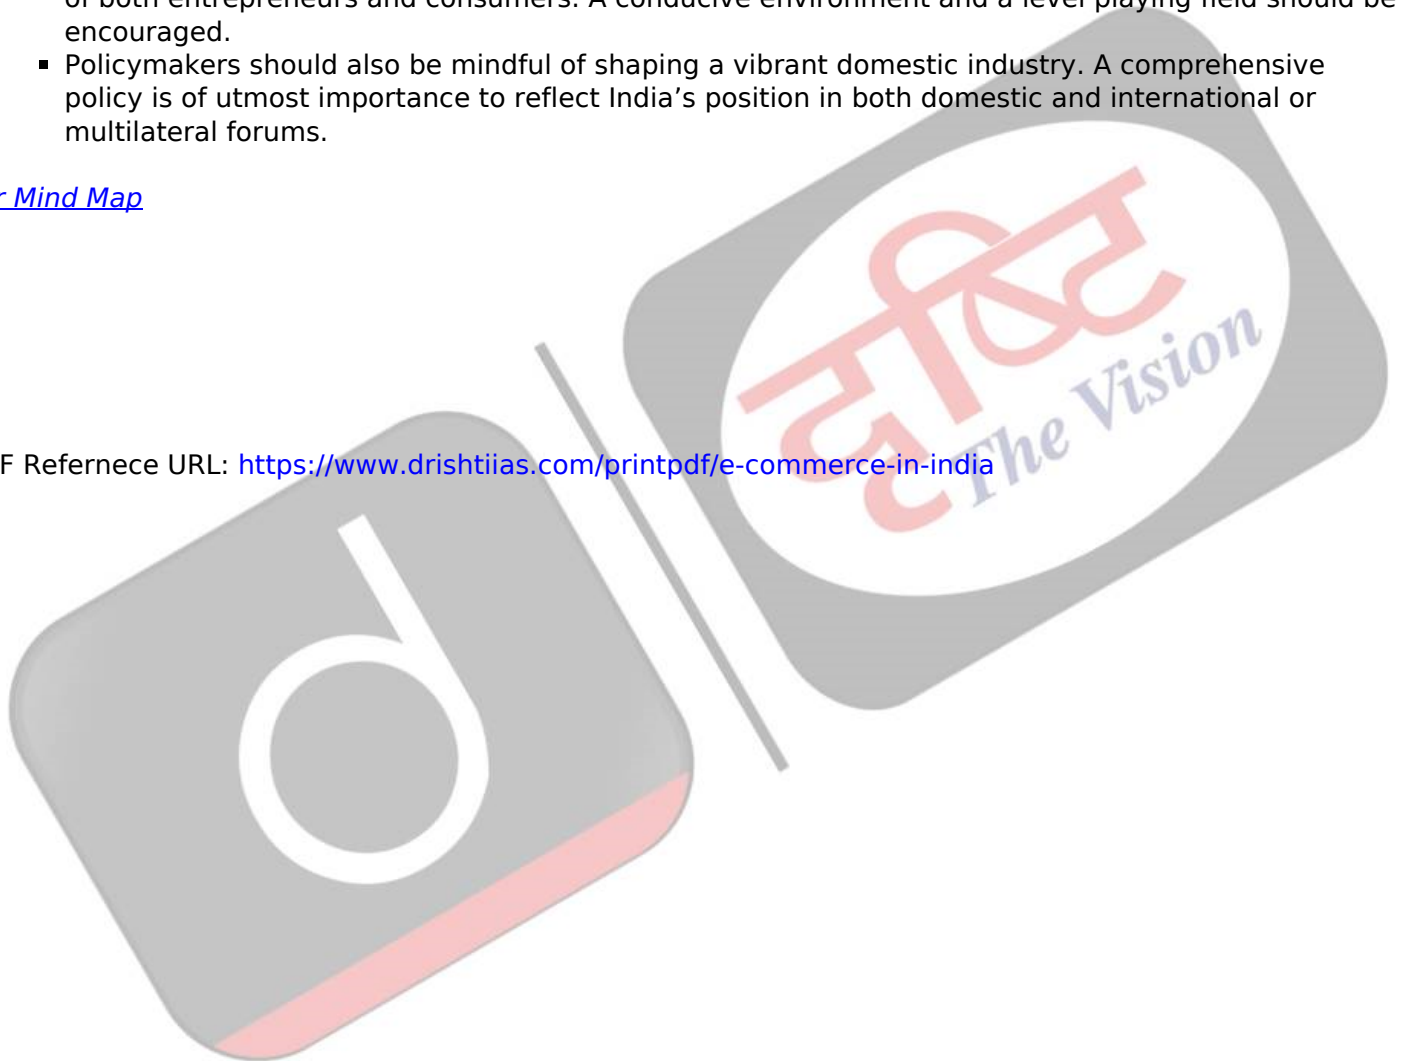 of both entrepreneurs and consumers. A conducive environment and a level playing field should be
encouraged.
▪ Policymakers should also be mindful of shaping a vibrant domestic industry. A comprehensive
policy is of utmost importance to reflect India's position in both domestic and international or
multilateral forums.
r Mind Map
दृष्टि
The Vision
F Refernece URL: https://www.drishtiias.com/printpdf/e-commerce-in-india
d